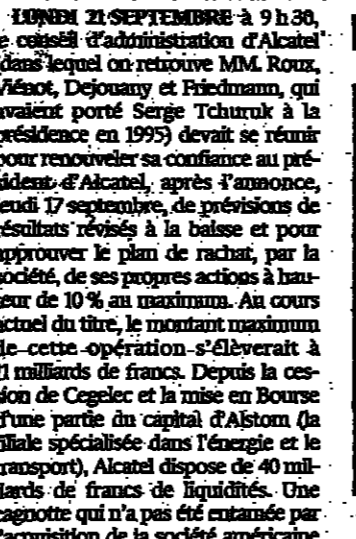 LUNDI 21 SEPTEMBRE à 9 h 30,
e conseil d'administration d'Alcatel
(dans lequel on retrouve MM. Roux,
Viénot, Dejouany et Friedmann, qui
avaient porté Serge Tchuruk à la
présidence en 1995) devait se réunir
pour renouveler sa confiance au pré-
sident d'Alcatel, après l'annonce,
jeudi 17 septembre, de prévisions de
résultats révisés à la baisse et pour
approuver le plan de rachat, par la
société, de ses propres actions à hau-
teur de 10 % au maximum. Au cours
actuel du titre, le montant maximum
de cette opération s'élèverait à
11 milliards de francs. Depuis la ces-
sion de Cegelec et la mise en Bourse
d'une partie du capital d'Alstom (la
filiale spécialisée dans l'énergie et le
transport), Alcatel dispose de 40 mil-
liards de francs de liquidités. Une
cagnotte qui n'a pas été entamée par
l'acquisition de la société américaine